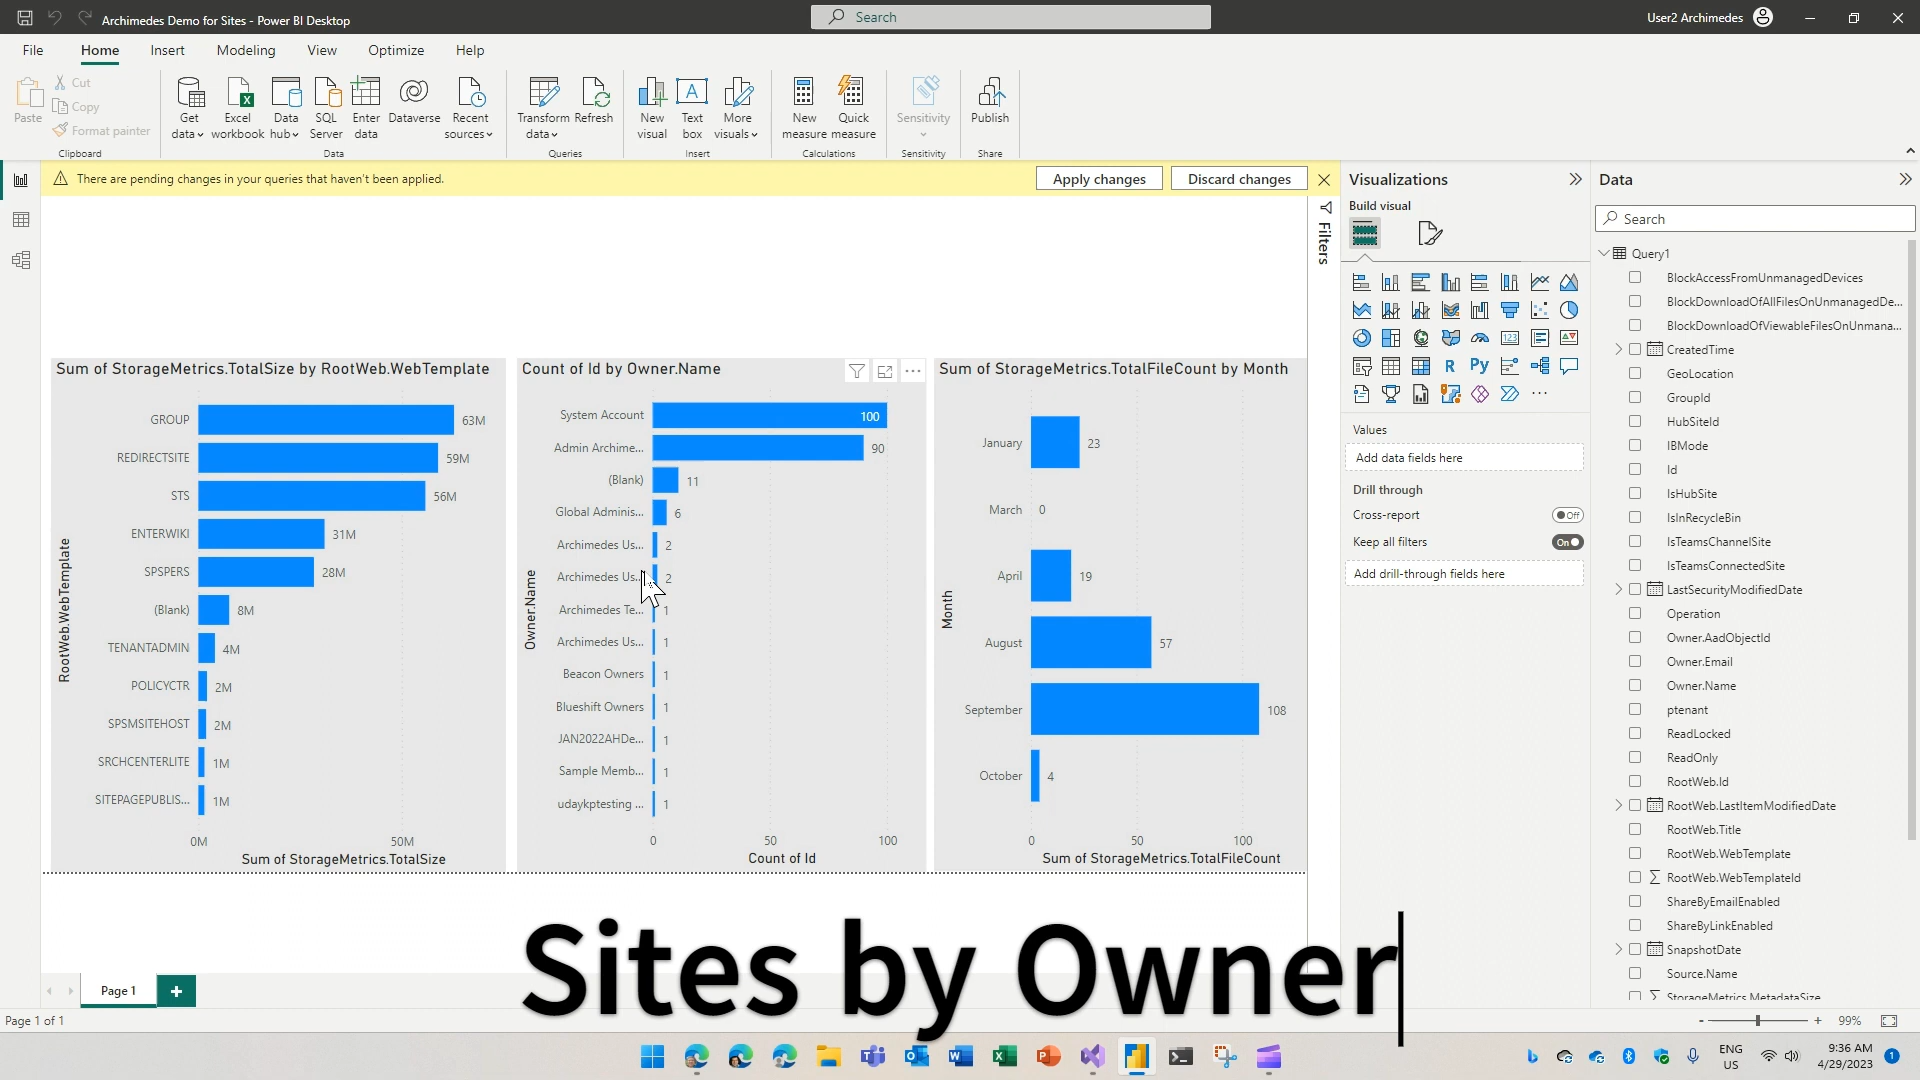 Archimedes Demo for Sites - Power BI Desktop
Search
User2 Archimedes
File Home Insert Modeling View Optimize Help
Paste
Cut
Copy
Format painter
Clipboard
Get data
Excel workbook
Data hub
SQL Server
Enter data
Dataverse
Recent sources
Data
Transform data
Refresh
Queries
New visual
Text box
More visuals
Insert
New measure
Quick measure
Calculations
Sensitivity
Sensitivity
Publish
Share
There are pending changes in your queries that haven't been applied.
Apply changes
Discard changes
Filters
Sum of StorageMetrics.TotalSize by RootWeb.WebTemplate
RootWeb.WebTemplate
GROUP 63M
REDIRECTSITE 59M
STS 56M
ENTERWIKI 31M
SPSPERS 28M
(Blank) 8M
TENANTADMIN 4M
POLICYCTR 2M
SPSMSITEHOST 2M
SRCHCENTERLITE 1M
SITEPAGEPUBLIS... 1M
0M 50M
Sum of StorageMetrics.TotalSize
Count of Id by Owner.Name
Owner.Name
System Account 100
Admin Archime... 90
(Blank) 11
Global Adminis... 6
Archimedes Us... 2
Archimedes Us... 2
Archimedes Te... 1
Archimedes Us... 1
Beacon Owners 1
Blueshift Owners 1
JAN2022AHDe... 1
Sample Memb... 1
udaykptesting ... 1
0 50 100
Count of Id
Sum of StorageMetrics.TotalFileCount by Month
Month
January 23
March 0
April 19
August 57
September 108
October 4
0 50 100
Sum of StorageMetrics.TotalFileCount
Visualizations
Build visual
123
R
Py
Values
Add data fields here
Drill through
Cross-report Off
Keep all filters On
Add drill-through fields here
Data
Search
Query1
BlockAccessFromUnmanagedDevices
BlockDownloadOfAllFilesOnUnmanagedDe...
BlockDownloadOfViewableFilesOnUnmana...
CreatedTime
GeoLocation
GroupId
HubSiteId
IBMode
Id
IsHubSite
IsInRecycleBin
IsTeamsChannelSite
IsTeamsConnectedSite
LastSecurityModifiedDate
Operation
Owner.AadObjectId
Owner.Email
Owner.Name
ptenant
ReadLocked
ReadOnly
RootWeb.Id
RootWeb.LastItemModifiedDate
RootWeb.Title
RootWeb.WebTemplate
RootWeb.WebTemplateId
ShareByEmailEnabled
ShareByLinkEnabled
SnapshotDate
Source.Name
StorageMetrics.MetadataSize
Sites by Owner
Page 1
Page 1 of 1
99%
ENG
US
9:36 AM
4/29/2023
1